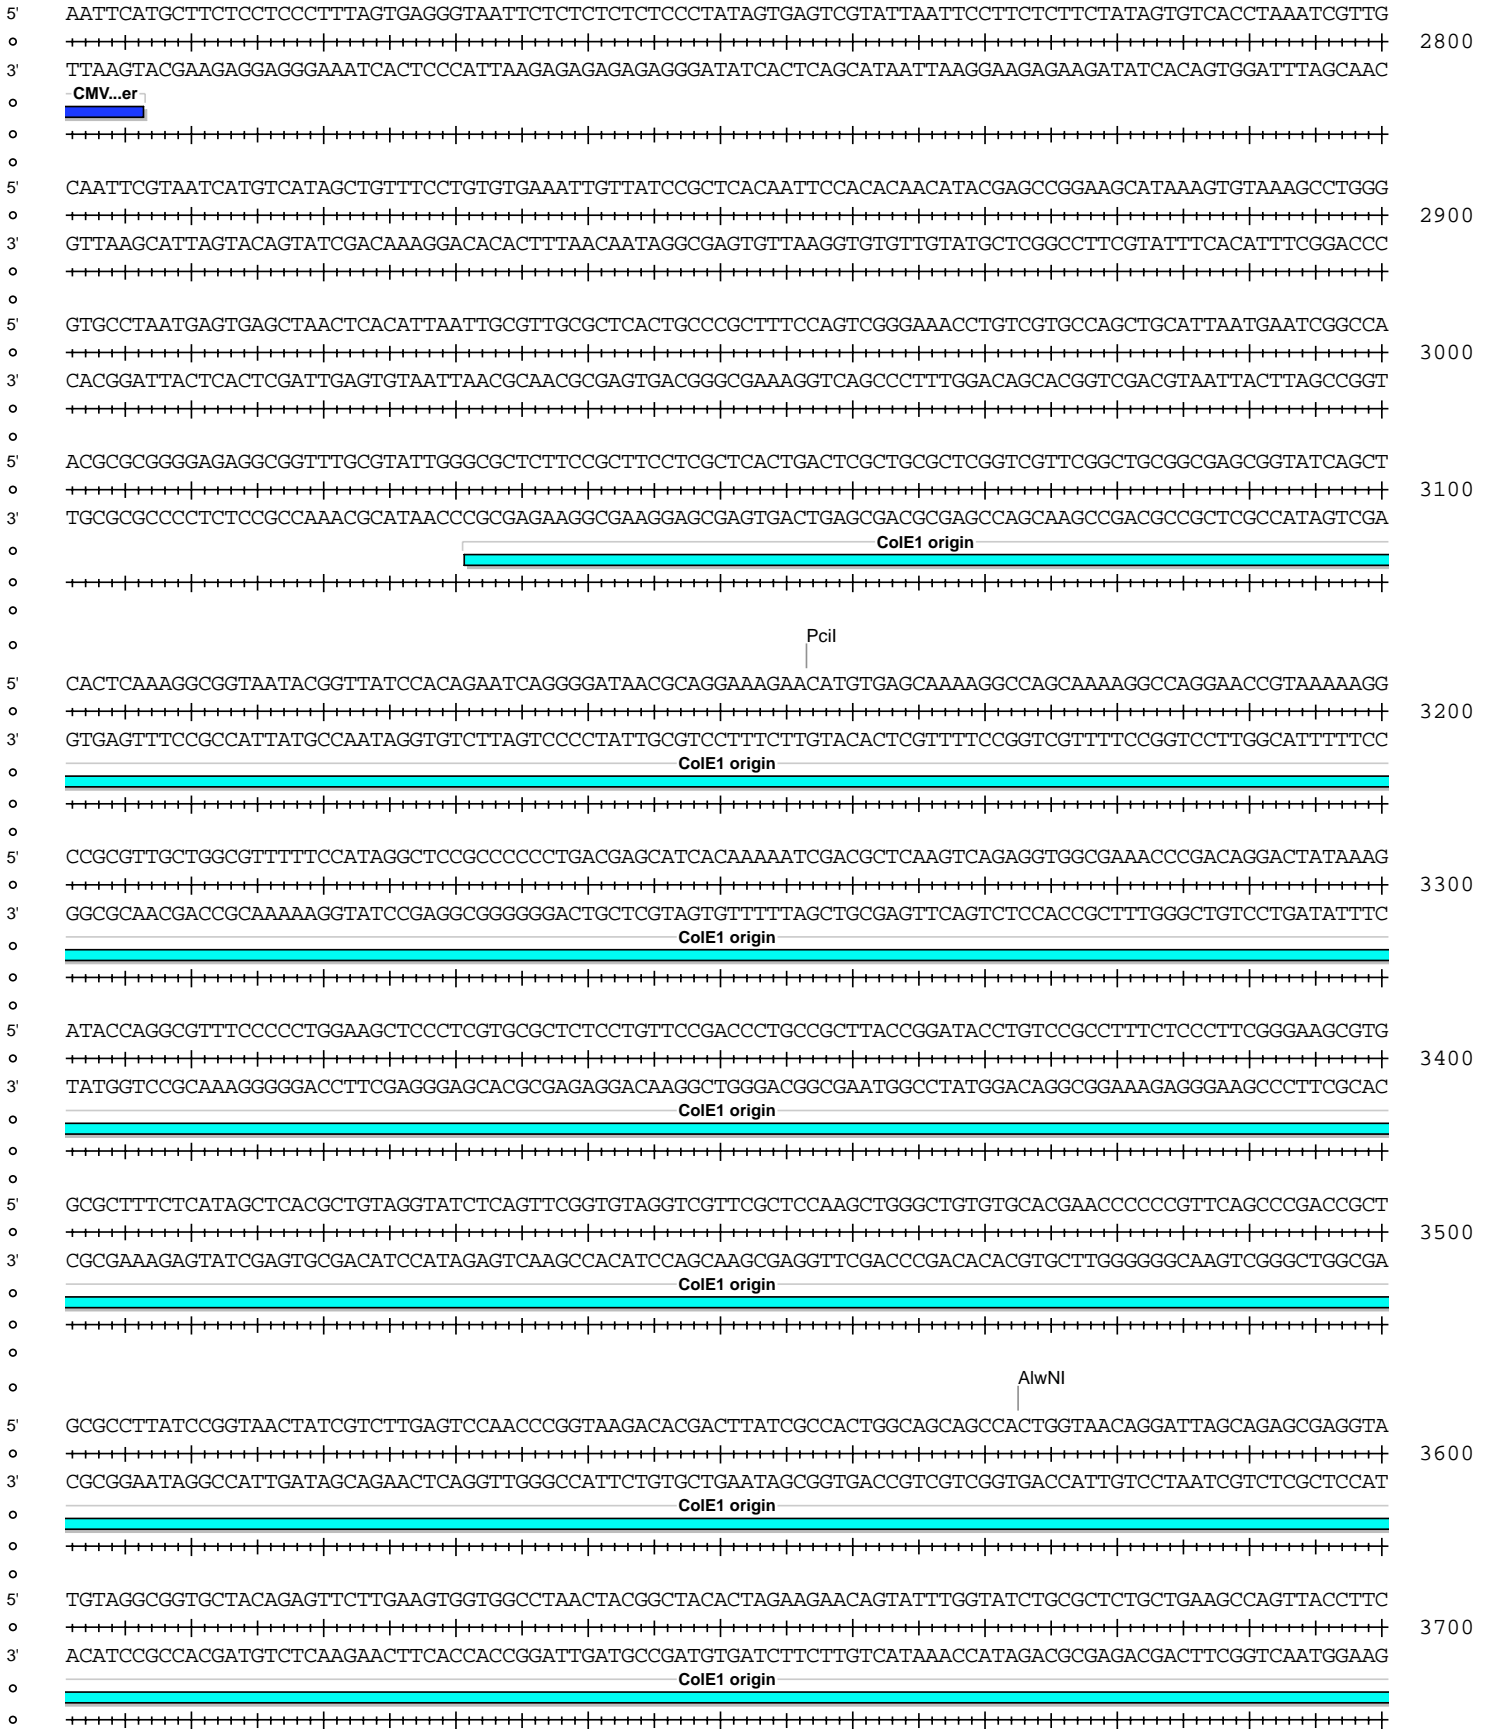 5' AATTCATGCTTCTCCTCCCTTTAGTGAGGGTAATTCTCTCTCTCTCCCTATAGTGAGTCGTATTAATTCCTTCTCTTCTATAGTGTCACCTAAATCGTTG
2800
3' TTAAGTACGAAGAGGAGGGAAATCACTCCCATTAAGAGAGAGAGAGGGATATCACTCAGCATAATTAAGGAAGAGAAGATATCACAGTGGATTTAGCAAC
CMV...er
5' CAATTCGTAATCATGTCATAGCTGTTTCCTGTGTGAAATTGTTATCCGCTCACAATTCCACACAACATACGAGCCGGAAGCATAAAGTGTAAAGCCTGGG
2900
3' GTTAAGCATTAGTACAGTATCGACAAAGGACACACTTTAACAATAGGCGAGTGTTAAGGTGTGTTGTATGCTCGGCCTTCGTATTTCACATTTCGGACCC
5' GTGCCTAATGAGTGAGCTAACTCACATTAATTGCGTTGCGCTCACTGCCCGCTTTCCAGTCGGGAAACCTGTCGTGCCAGCTGCATTAATGAATCGGCCA
3000
3' CACGGATTACTCACTCGATTGAGTGTAATTAACGCAACGCGAGTGACGGGCGAAAGGTCAGCCCTTTGGACAGCACGGTCGACGTAATTACTTAGCCGGT
5' ACGCGCGGGGAGAGGCGGTTTGCGTATTGGGCGCTCTTCCGCTTCCTCGCTCACTGACTCGCTGCGCTCGGTCGTTCGGCTGCGGCGAGCGGTATCAGCT
3100
3' TGCGCGCCCCTCTCCGCCAAACGCATAACCCGCGAGAAGGCGAAGGAGCGAGTGACTGAGCGACGCGAGCCAGCAAGCCGACGCCGCTCGCCATAGTCGA
ColE1 origin
PciI
5' CACTCAAAGGCGGTAATACGGTTATCCACAGAATCAGGGGATAACGCAGGAAAGAACATGTGAGCAAAAGGCCAGCAAAAGGCCAGGAACCGTAAAAAGG
3200
3' GTGAGTTTCCGCCATTATGCCAATAGGTGTCTTAGTCCCCTATTGCGTCCTTTCTTGTACACTCGTTTTCCGGTCGTTTTCCGGTCCTTGGCATTTTTCC
ColE1 origin
5' CCGCGTTGCTGGCGTTTTTCCATAGGCTCCGCCCCCCTGACGAGCATCACAAAAATCGACGCTCAAGTCAGAGGTGGCGAAACCCGACAGGACTATAAAG
3300
3' GGCGCAACGACCGCAAAAAGGTATCCGAGGCGGGGGGACTGCTCGTAGTGTTTTTAGCTGCGAGTTCAGTCTCCACCGCTTTGGGCTGTCCTGATATTTC
ColE1 origin
5' ATACCAGGCGTTTCCCCCTGGAAGCTCCCTCGTGCGCTCTCCTGTTCCGACCCTGCCGCTTACCGGATACCTGTCCGCCTTTCTCCCTTCGGGAAGCGTG
3400
3' TATGGTCCGCAAAGGGGGACCTTCGAGGGAGCACGCGAGAGGACAAGGCTGGGACGGCGAATGGCCTATGGACAGGCGGAAAGAGGGAAGCCCTTCGCAC
ColE1 origin
5' GCGCTTTCTCATAGCTCACGCTGTAGGTATCTCAGTTCGGTGTAGGTCGTTCGCTCCAAGCTGGGCTGTGTGCACGAACCCCCCGTTCAGCCCGACCGCT
3500
3' CGCGAAAGAGTATCGAGTGCGACATCCATAGAGTCAAGCCACATCCAGCAAGCGAGGTTCGACCCGACACACGTGCTTGGGGGGCAAGTCGGGCTGGCGA
ColE1 origin
AlwNI
5' GCGCCTTATCCGGTAACTATCGTCTTGAGTCCAACCCGGTAAGACACGACTTATCGCCACTGGCAGCAGCCACTGGTAACAGGATTAGCAGAGCGAGGTA
3600
3' CGCGGAATAGGCCATTGATAGCAGAACTCAGGTTGGGCCATTCTGTGCTGAATAGCGGTGACCGTCGTCGGTGACCATTGTCCTAATCGTCTCGCTCCAT
ColE1 origin
5' TGTAGGCGGTGCTACAGAGTTCTTGAAGTGGTGGCCTAACTACGGCTACACTAGAAGAACAGTATTTGGTATCTGCGCTCTGCTGAAGCCAGTTACCTTC
3700
3' ACATCCGCCACGATGTCTCAAGAACTTCACCACCGGATTGATGCCGATGTGATCTTCTTGTCATAAACCATAGACGCGAGACGACTTCGGTCAATGGAAG
ColE1 origin